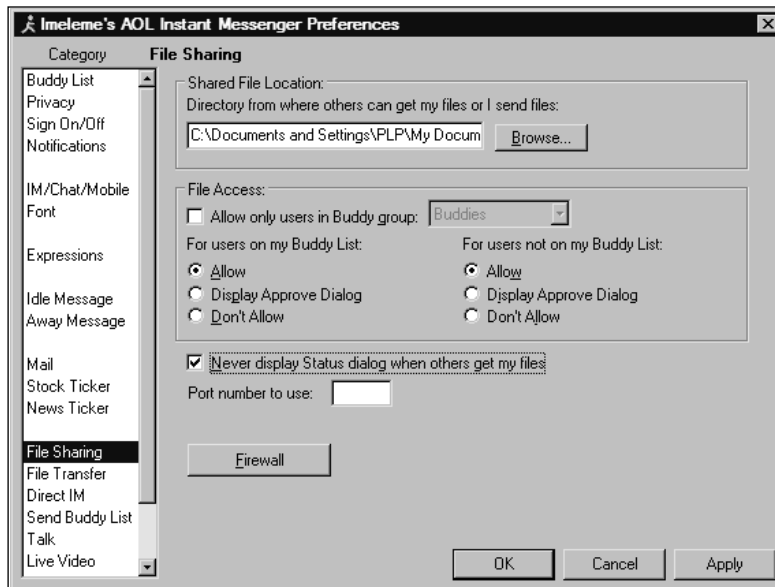 Imeleme's AOL Instant Messenger Preferences
Category
File Sharing
Buddy List
Privacy
Sign On/Off
Notifications
IM/Chat/Mobile
Font
Expressions
Idle Message
Away Message
Mail
Stock Ticker
News Ticker
File Sharing
File Transfer
Direct IM
Send Buddy List
Talk
Live Video
Shared File Location:
Directory from where others can get my files or I send files:
C:\Documents and Settings\PLP\My Docum
Browse...
File Access:
Allow only users in Buddy group: Buddies
For users on my Buddy List:
Allow
Display Approve Dialog
Don't Allow
For users not on my Buddy List:
Allow
Display Approve Dialog
Don't Allow
Never display Status dialog when others get my files
Port number to use:
Firewall
OK
Cancel
Apply